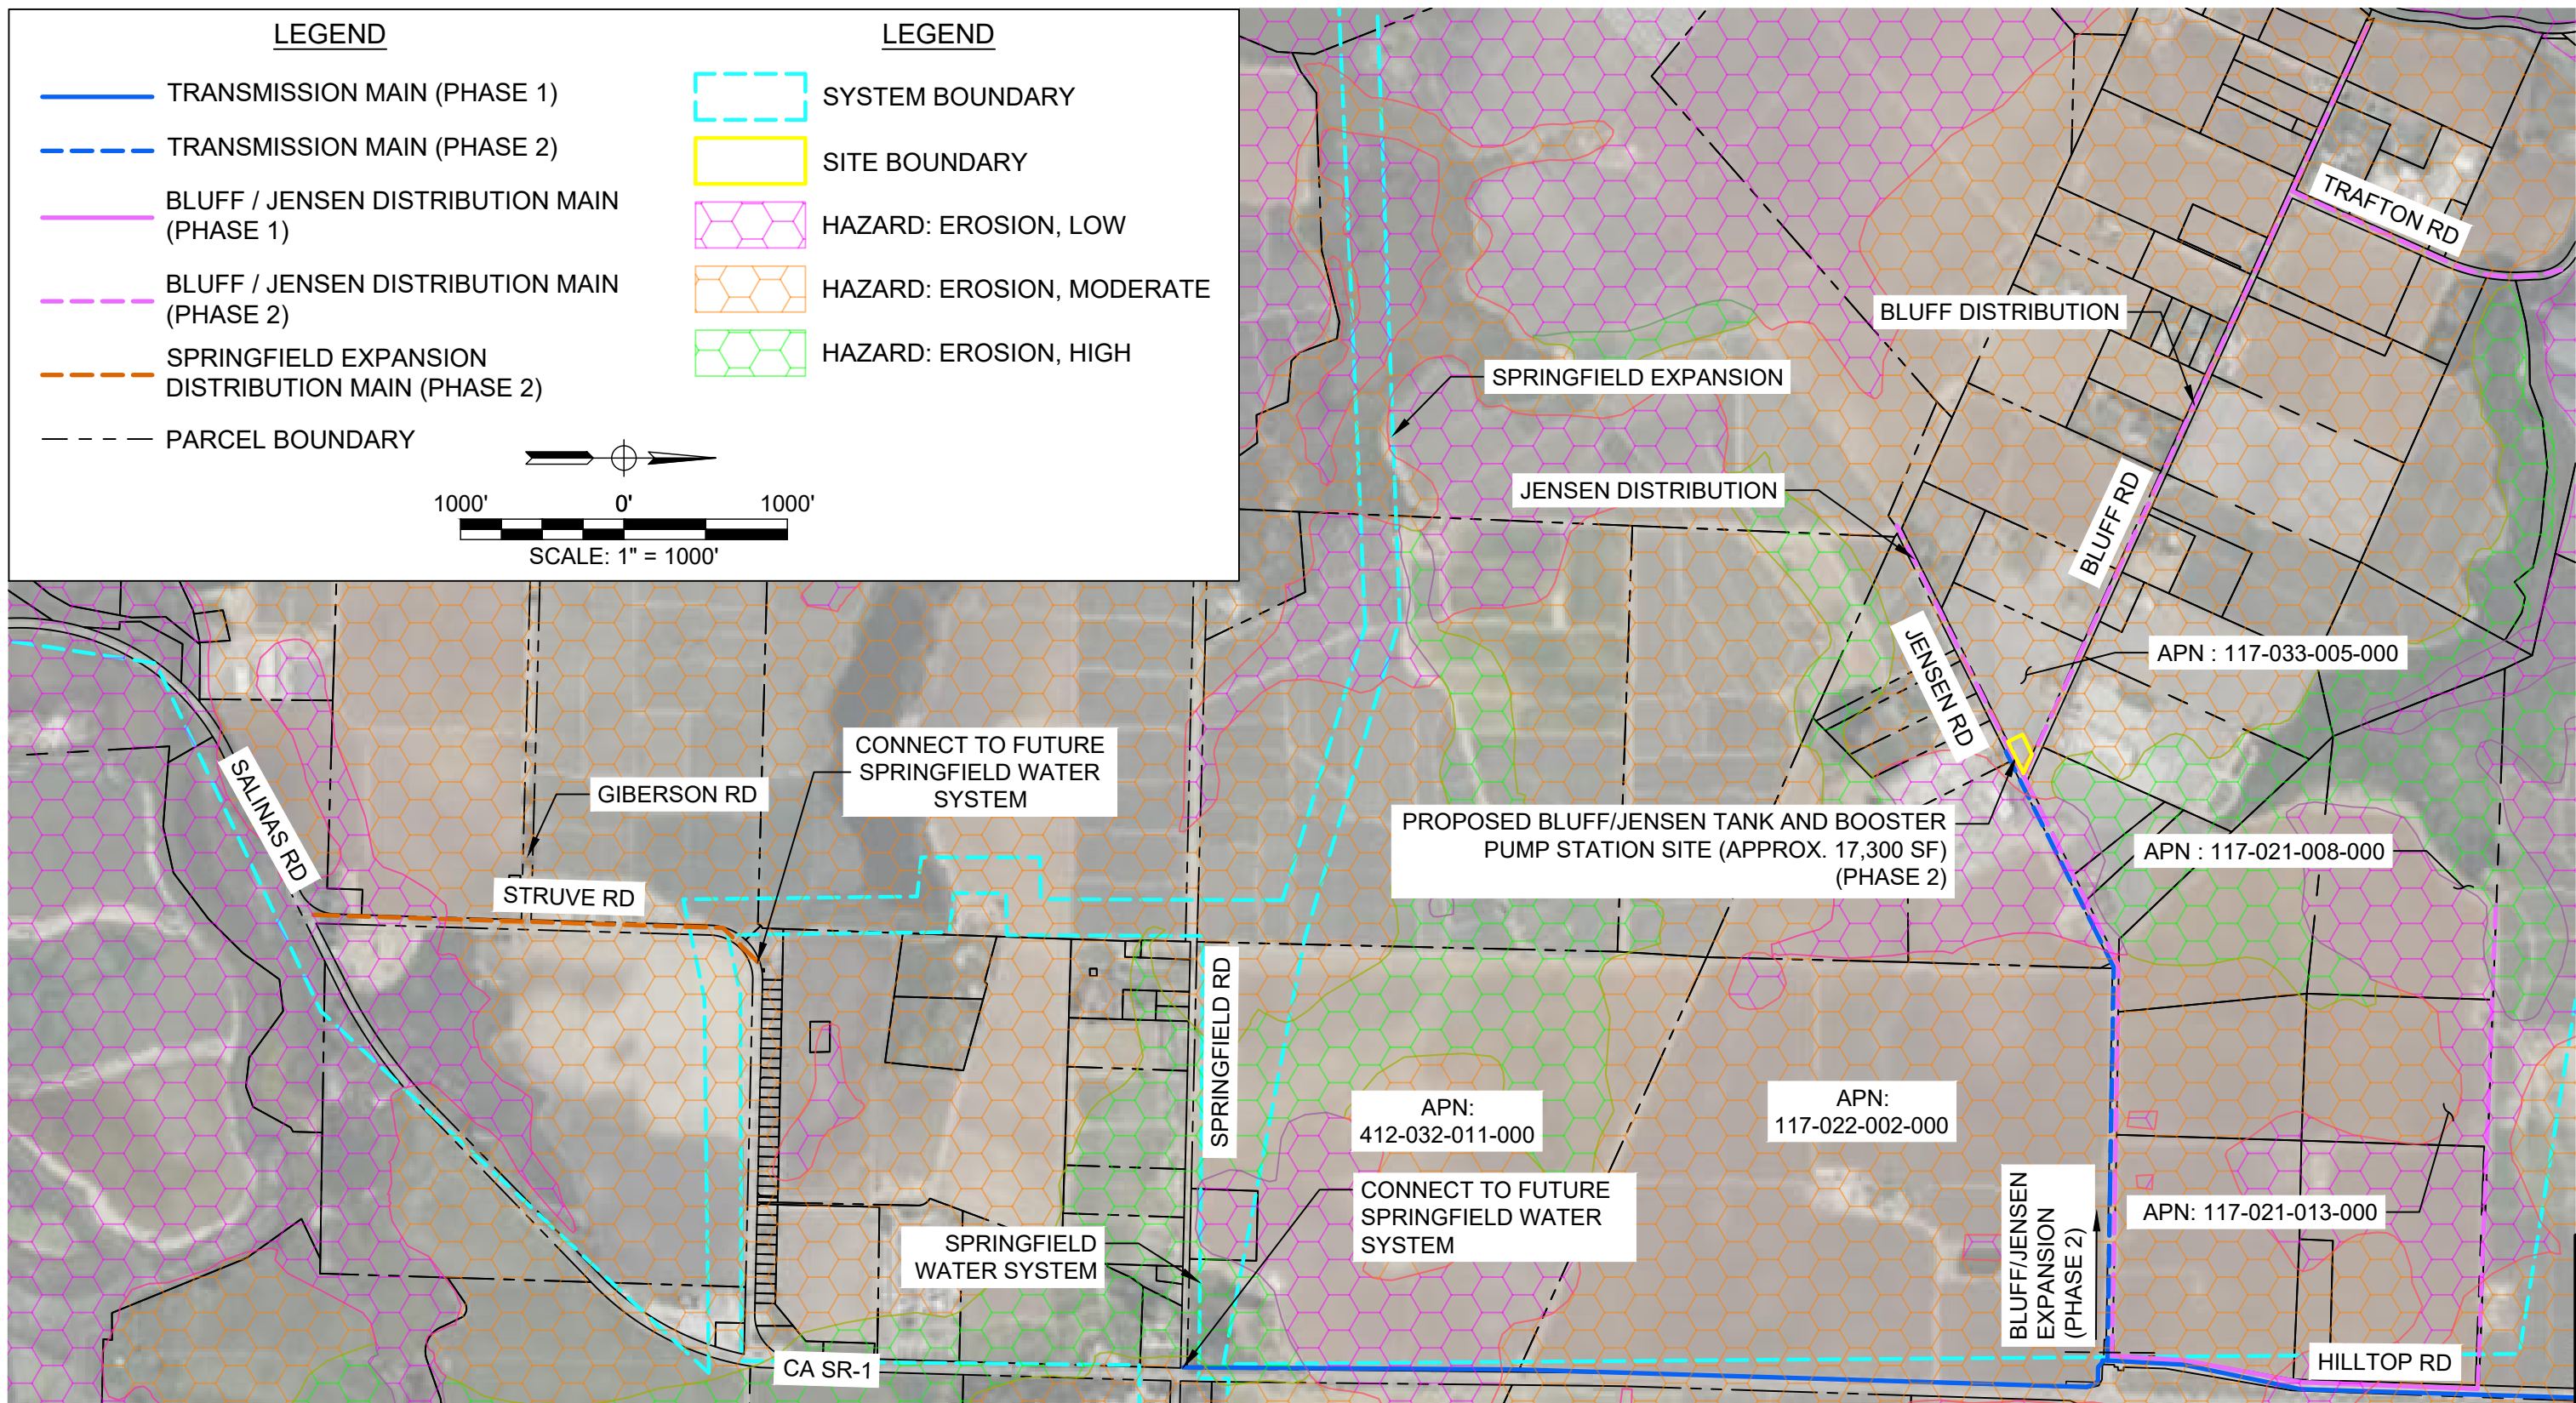 LEGEND
TRANSMISSION MAIN (PHASE 1)
TRANSMISSION MAIN (PHASE 2)
BLUFF / JENSEN DISTRIBUTION MAIN
(PHASE 1)
BLUFF / JENSEN DISTRIBUTION MAIN
(PHASE 2)
SPRINGFIELD EXPANSION
DISTRIBUTION MAIN (PHASE 2)
PARCEL BOUNDARY
LEGEND
SYSTEM BOUNDARY
SITE BOUNDARY
HAZARD: EROSION, LOW
HAZARD: EROSION, MODERATE
HAZARD: EROSION, HIGH
1000' 0' 1000'
SCALE: 1" = 1000'
TRAFTON RD
BLUFF DISTRIBUTION
SPRINGFIELD EXPANSION
JENSEN DISTRIBUTION
BLUFF RD
JENSEN RD
APN : 117-033-005-000
SALINAS RD
GIBERSON RD
CONNECT TO FUTURE
SPRINGFIELD WATER
SYSTEM
STRUVE RD
PROPOSED BLUFF/JENSEN TANK AND BOOSTER
PUMP STATION SITE (APPROX. 17,300 SF)
(PHASE 2)
APN : 117-021-008-000
SPRINGFIELD RD
APN:
412-032-011-000
APN:
117-022-002-000
CONNECT TO FUTURE
SPRINGFIELD WATER
SYSTEM
BLUFF/JENSEN
EXPANSION
(PHASE 2)
APN: 117-021-013-000
SPRINGFIELD
WATER SYSTEM
CA SR-1
HILLTOP RD